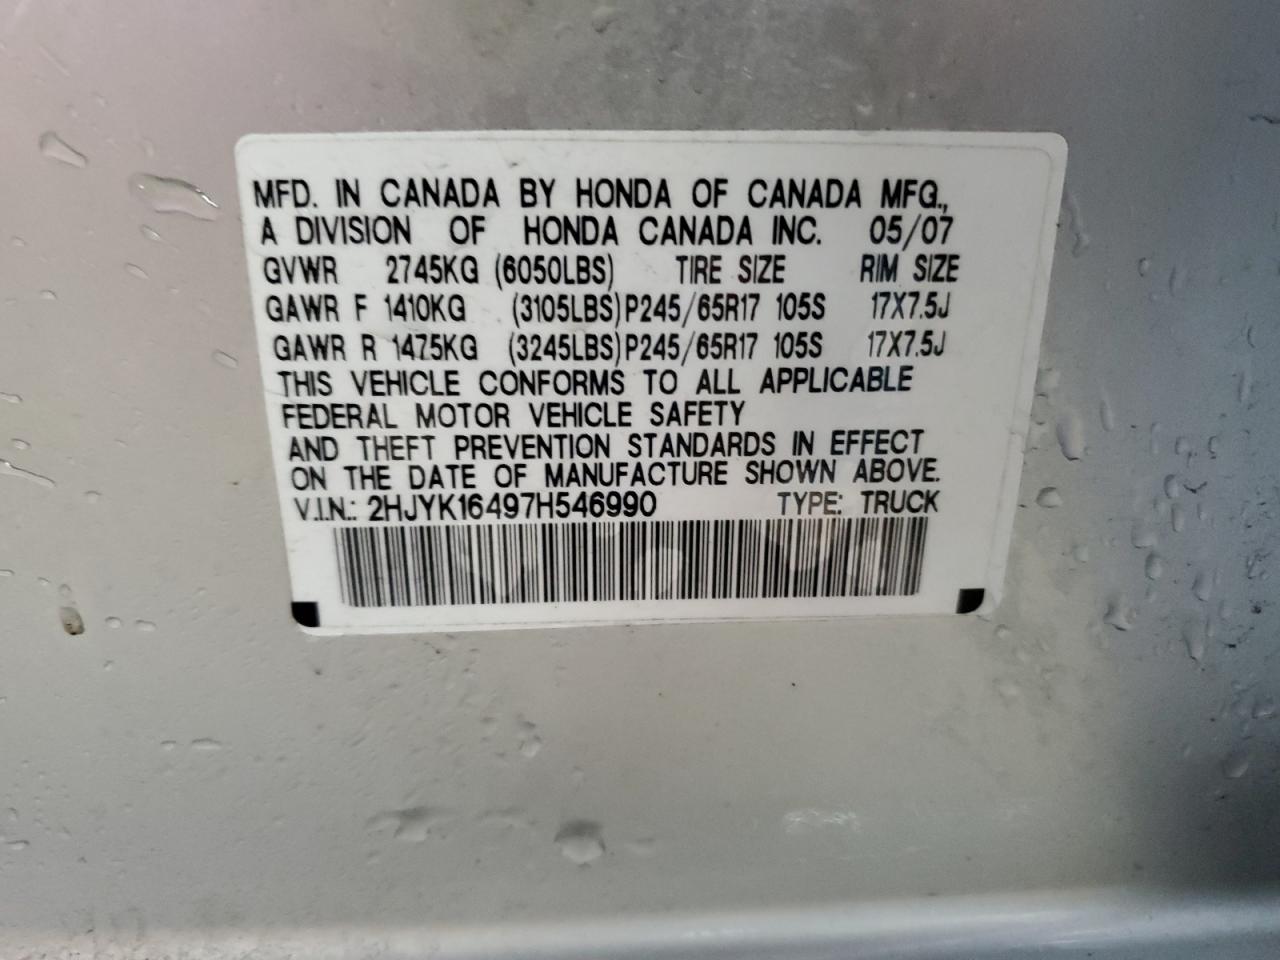 MFD. IN CANADA BY HONDA OF CANADA MFG.,
A DIVISION OF HONDA CANADA INC. 05/07
GVWR 2745KG (6050LBS) TIRE SIZE RIM SIZE
GAWR F 1410KG (3105LBS) P245/65R17 105S 17X7.5J
GAWR R 1475KG (3245LBS) P245/65R17 105S 17X7.5J
THIS VEHICLE CONFORMS TO ALL APPLICABLE
FEDERAL MOTOR VEHICLE SAFETY
AND THEFT PREVENTION STANDARDS IN EFFECT
ON THE DATE OF MANUFACTURE SHOWN ABOVE.
V.I.N.: 2HJYK16497H546990 TYPE: TRUCK